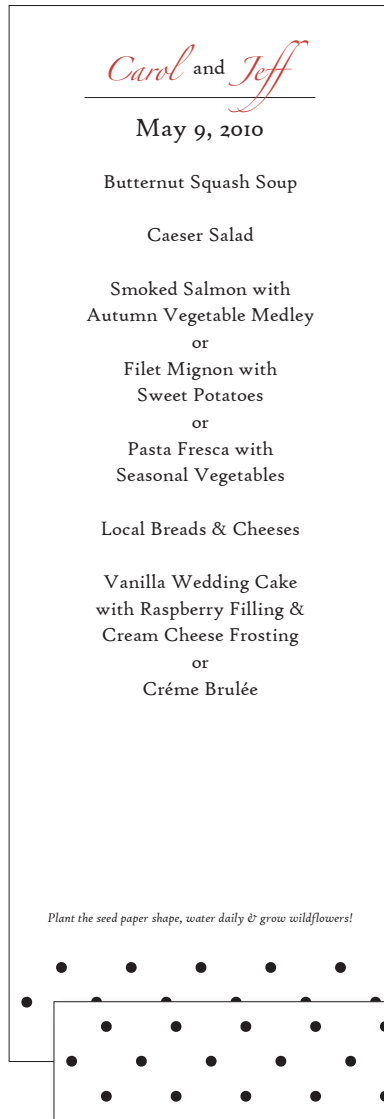 Carol and Jeff
May 9, 2010
Butternut Squash Soup
Caeser Salad
Smoked Salmon with
Autumn Vegetable Medley
or
Filet Mignon with
Sweet Potatoes
or
Pasta Fresca with
Seasonal Vegetables
Local Breads & Cheeses
Vanilla Wedding Cake
with Raspberry Filling &
Cream Cheese Frosting
or
Créme Brulée
Plant the seed paper shape, water daily & grow wildflowers!